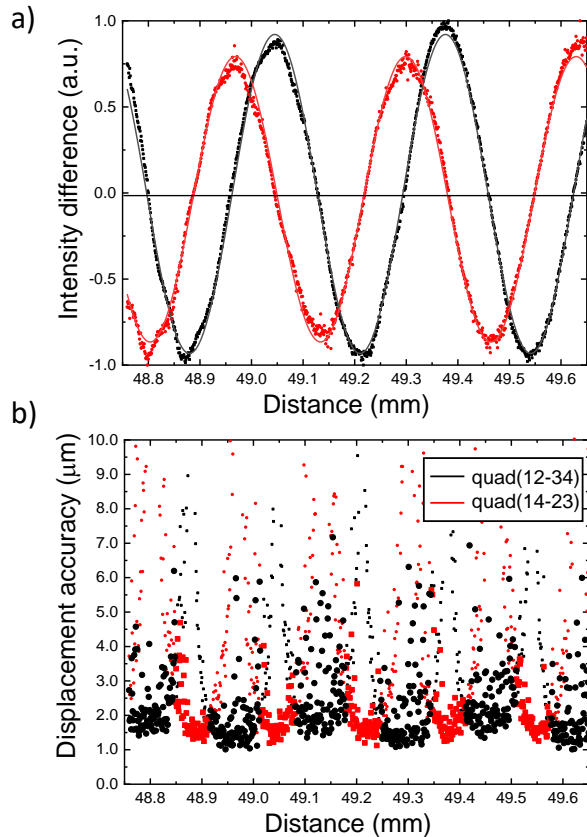 a)
1.0
0.5
0.0
-0.5
-1.0
Intensity difference (a.u.)
48.8 48.9 49.0 49.1 49.2 49.3 49.4 49.5 49.6
Distance (mm)
b)
10.0
9.0
8.0
7.0
6.0
5.0
4.0
3.0
2.0
1.0
0.0
Displacement accuracy (μm)
quad(12-34)
quad(14-23)
48.8 48.9 49.0 49.1 49.2 49.3 49.4 49.5 49.6
Distance (mm)